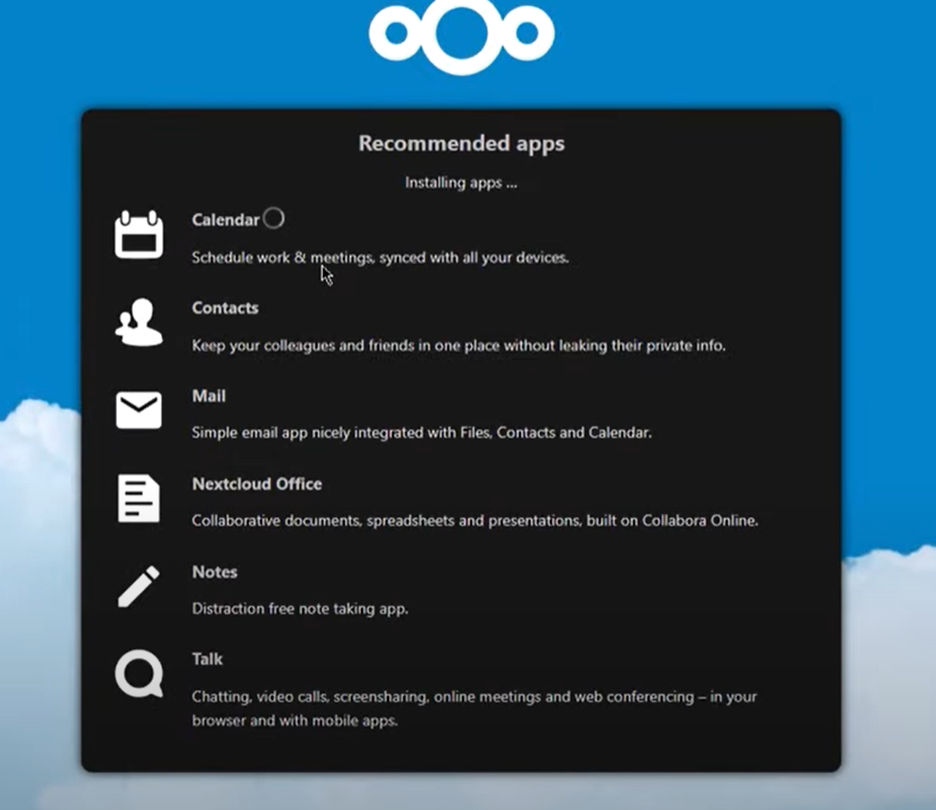 Recommended apps
Installing apps ...
Calendar
Schedule work & meetings, synced with all your devices.
Contacts
Keep your colleagues and friends in one place without leaking their private info.
Mail
Simple email app nicely integrated with Files, Contacts and Calendar.
Nextcloud Office
Collaborative documents, spreadsheets and presentations, built on Collabora Online.
Notes
Distraction free note taking app.
Talk
Chatting, video calls, screensharing, online meetings and web conferencing – in your
browser and with mobile apps.